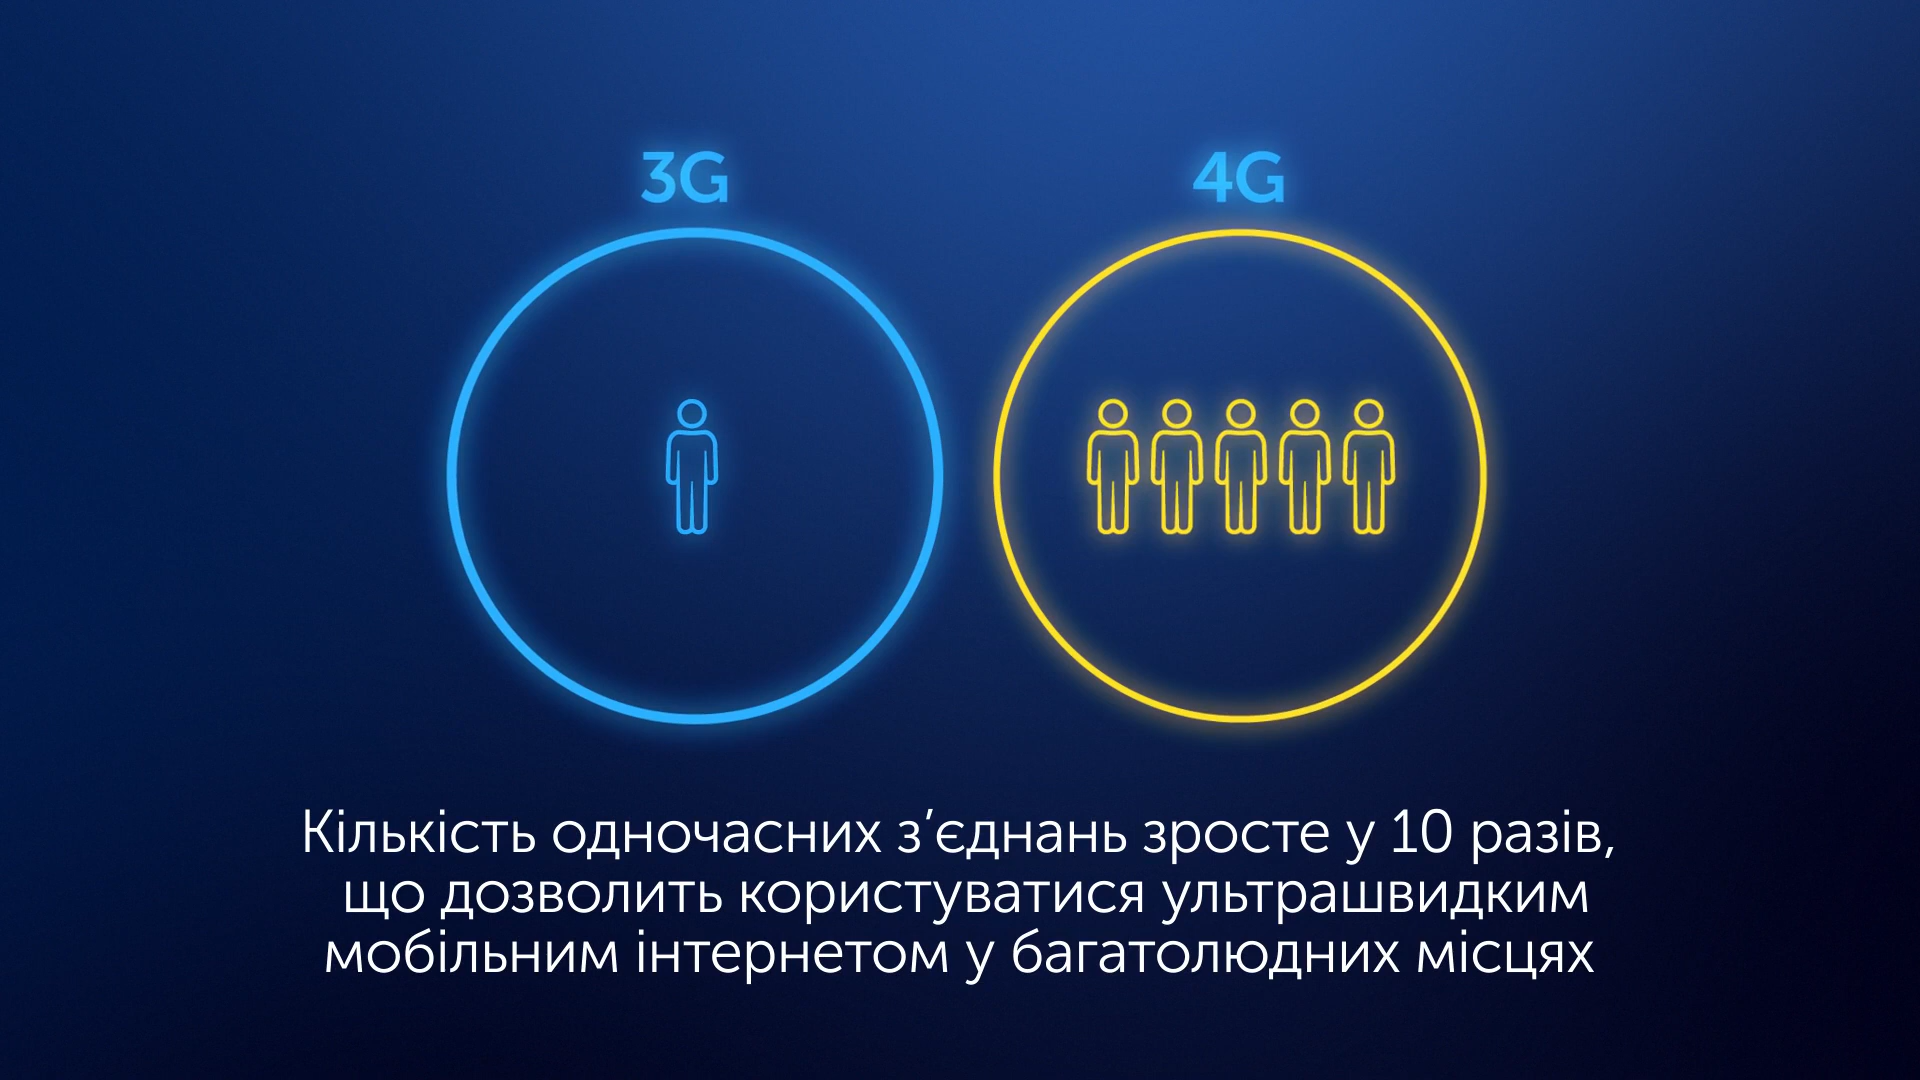 3G
4G
Кількість одночасних з’єднань зросте у 10 разів,
що дозволить користуватися ультрашвидким
мобільним інтернетом у багатолюдних місцях